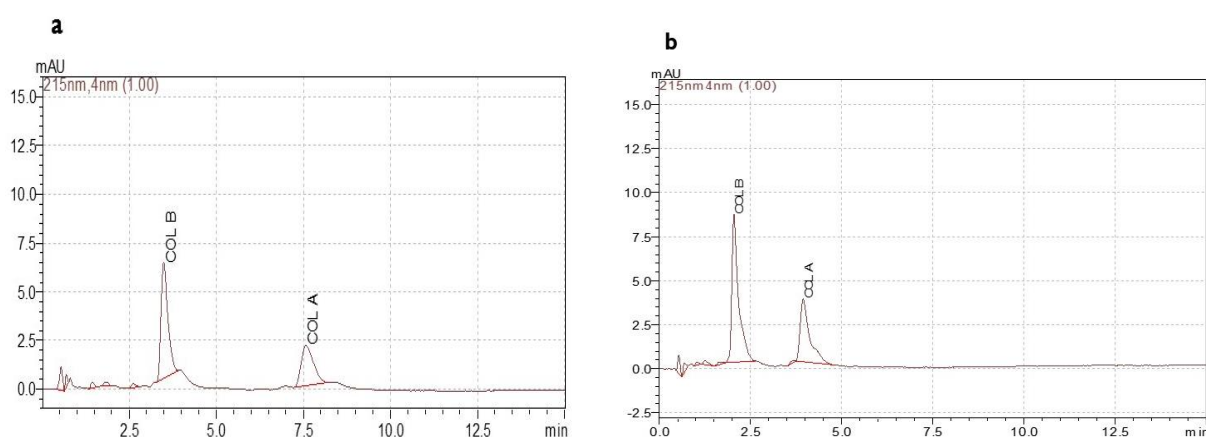 a
mAU
215nm,4nm (1.00)
15.0
12.5
10.0
7.5
5.0
2.5
0.0
COL B
COL A
2.5 5.0 7.5 10.0 12.5 min
b
mAU
215nm4nm (1.00)
15.0
12.5
10.0
7.5
5.0
2.5
0.0
-2.5
COL B
COL A
0.0 2.5 5.0 7.5 10.0 12.5 min